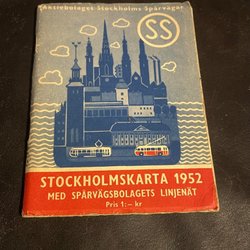 Aktiebolaget Stockholms Spårvägar
SS
STOCKHOLMSKARTA 1952
MED SPÅRVÄGSBOLAGETS LINJENÄT
Pris 1:- kr